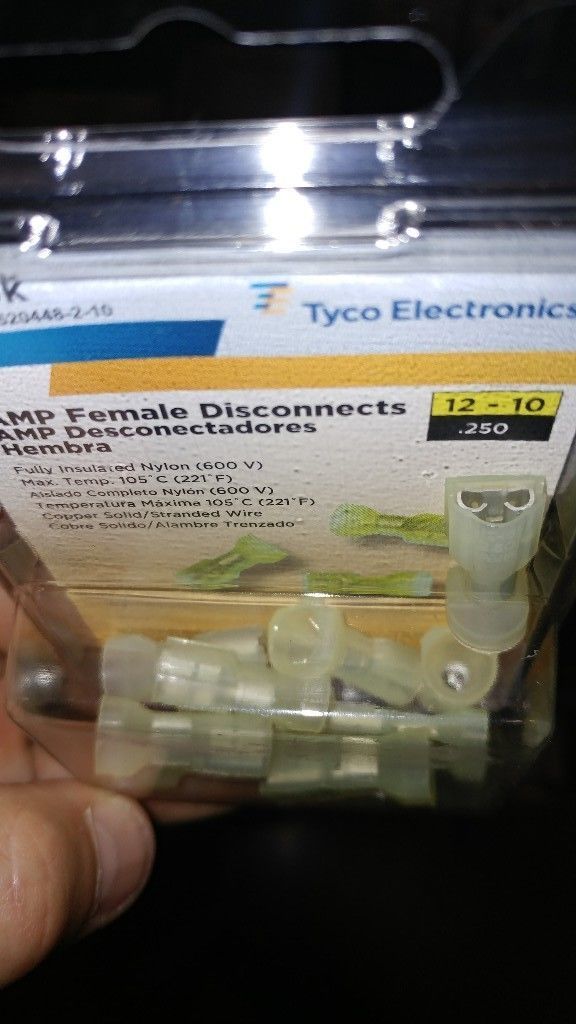 Tyco Electronics
AMP Female Disconnects
AMP Desconectadores
Hembra
12 - 10
.250
Fully Insulated Nylon (600 V)
Max. Temp. 105°C (221°F)
Aislado Completo Nylón (600 V)
Temperatura Máxima 105°C (221°F)
Copper Solid/Stranded Wire
Cobre Solido/Alambre Trenzado